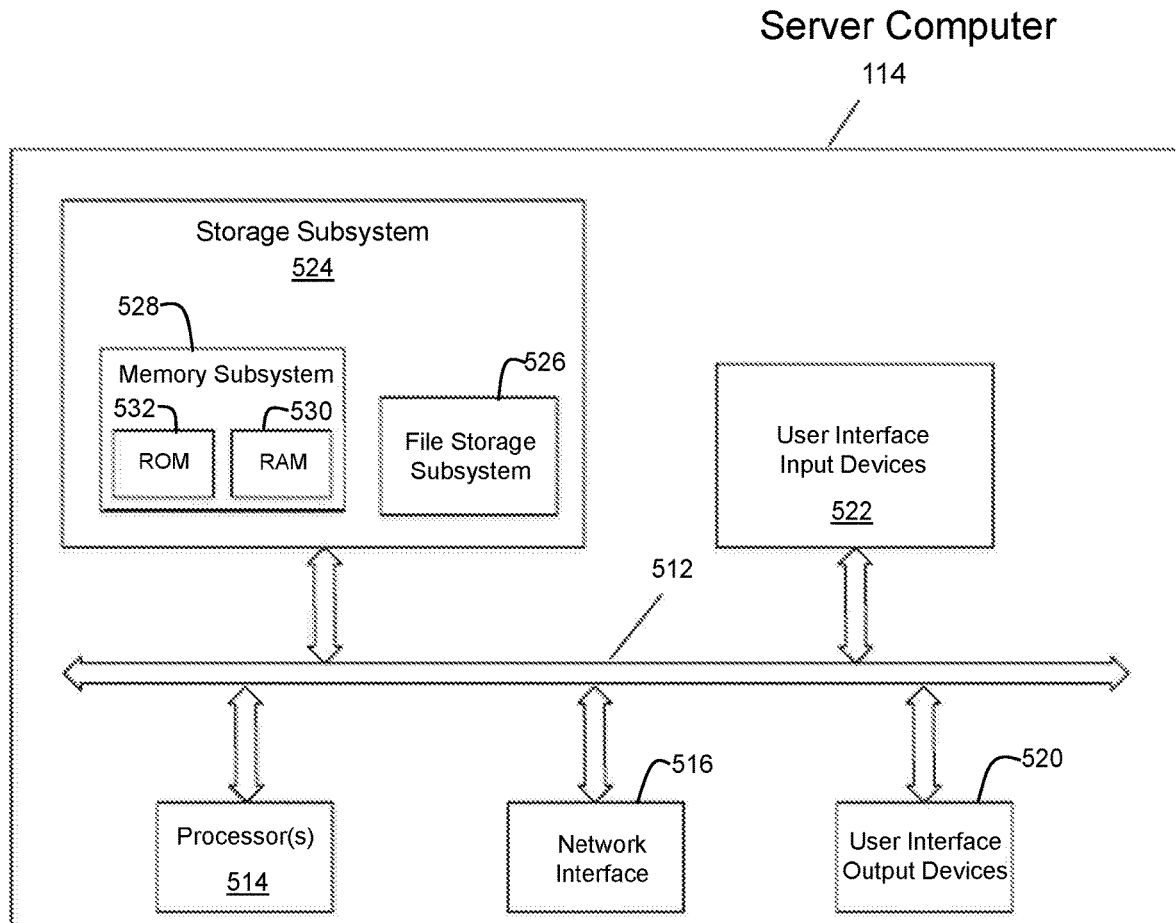 Server Computer
114
Storage Subsystem
524
528
Memory Subsystem
532
530
ROM
RAM
526
File Storage
Subsystem
User Interface
Input Devices
522
512
Processor(s)
514
516
Network
Interface
520
User Interface
Output Devices